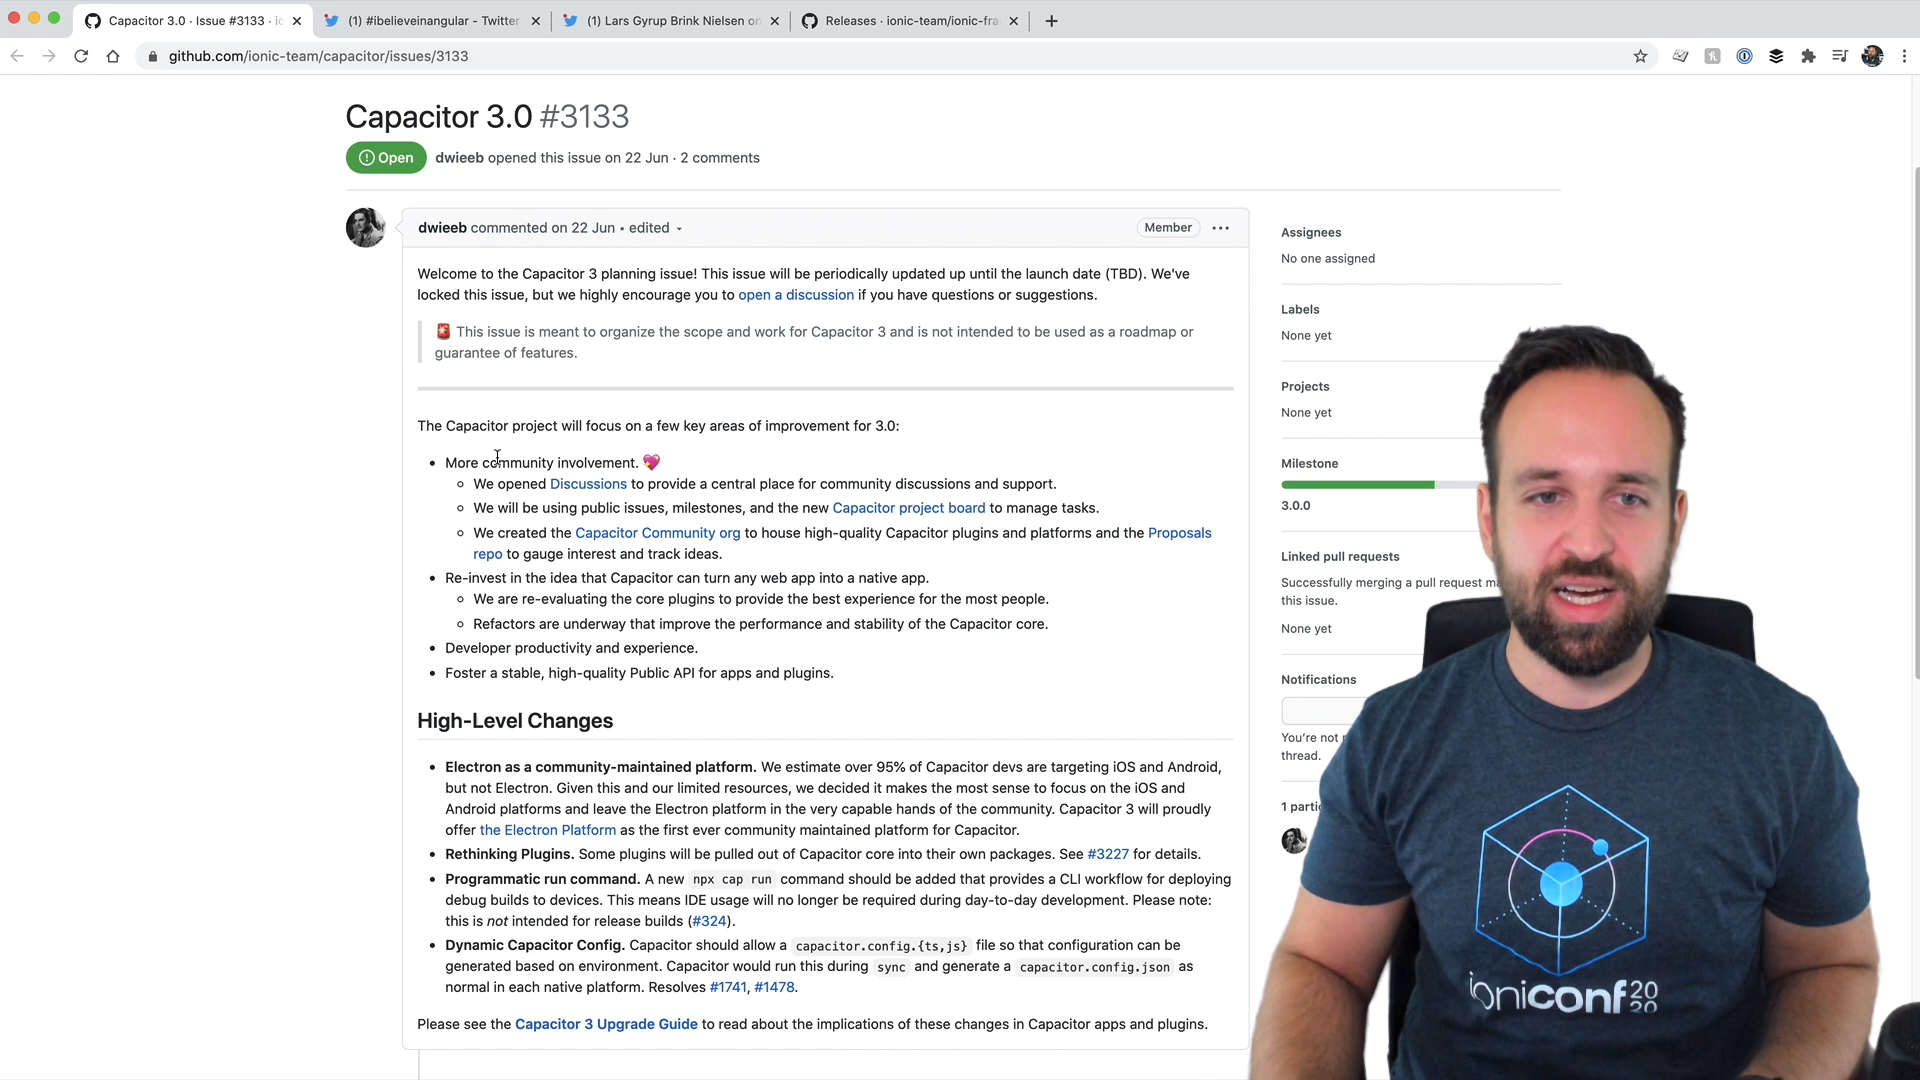 Capacitor 3.0 · Issue #3133 · io
(1) #ibelieveinangular - Twitter
(1) Lars Gyrup Brink Nielsen on
Releases · ionic-team/ionic-fra
github.com/ionic-team/capacitor/issues/3133
Capacitor 3.0 #3133
Open dwieeb opened this issue on 22 Jun · 2 comments
dwieeb commented on 22 Jun • edited
Member
Welcome to the Capacitor 3 planning issue! This issue will be periodically updated up until the launch date (TBD). We've
locked this issue, but we highly encourage you to open a discussion if you have questions or suggestions.
🚨 This issue is meant to organize the scope and work for Capacitor 3 and is not intended to be used as a roadmap or
guarantee of features.
The Capacitor project will focus on a few key areas of improvement for 3.0:
More community involvement. 💖
We opened Discussions to provide a central place for community discussions and support.
We will be using public issues, milestones, and the new Capacitor project board to manage tasks.
We created the Capacitor Community org to house high-quality Capacitor plugins and platforms and the Proposals
repo to gauge interest and track ideas.
Re-invest in the idea that Capacitor can turn any web app into a native app.
We are re-evaluating the core plugins to provide the best experience for the most people.
Refactors are underway that improve the performance and stability of the Capacitor core.
Developer productivity and experience.
Foster a stable, high-quality Public API for apps and plugins.
High-Level Changes
Electron as a community-maintained platform. We estimate over 95% of Capacitor devs are targeting iOS and Android,
but not Electron. Given this and our limited resources, we decided it makes the most sense to focus on the iOS and
Android platforms and leave the Electron platform in the very capable hands of the community. Capacitor 3 will proudly
offer the Electron Platform as the first ever community maintained platform for Capacitor.
Rethinking Plugins. Some plugins will be pulled out of Capacitor core into their own packages. See #3227 for details.
Programmatic run command. A new npx cap run command should be added that provides a CLI workflow for deploying
debug builds to devices. This means IDE usage will no longer be required during day-to-day development. Please note:
this is not intended for release builds (#324).
Dynamic Capacitor Config. Capacitor should allow a capacitor.config.{ts,js} file so that configuration can be
generated based on environment. Capacitor would run this during sync and generate a capacitor.config.json as
normal in each native platform. Resolves #1741, #1478.
Please see the Capacitor 3 Upgrade Guide to read about the implications of these changes in Capacitor apps and plugins.
Assignees
No one assigned
Labels
None yet
Projects
None yet
Milestone
3.0.0
Linked pull requests
Successfully merging a pull request m
this issue.
None yet
Notifications
You're not
thread.
1 parti
ioniconf 20
20